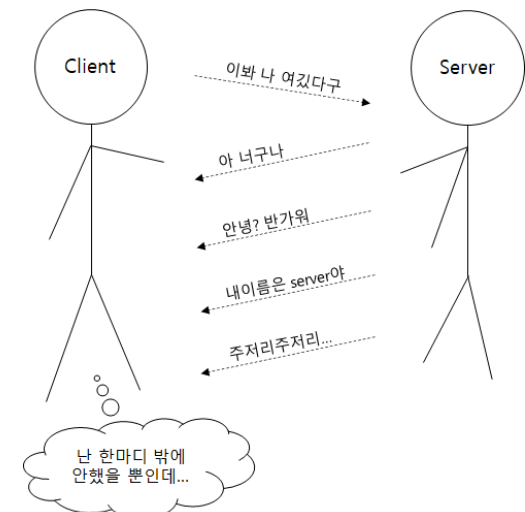 Client
Server
이봐 나 여깄다구
아 너구나
안녕? 반가워
내이름은 server야
주저리주저리...
난 한마디 밖에
안했을 뿐인데...